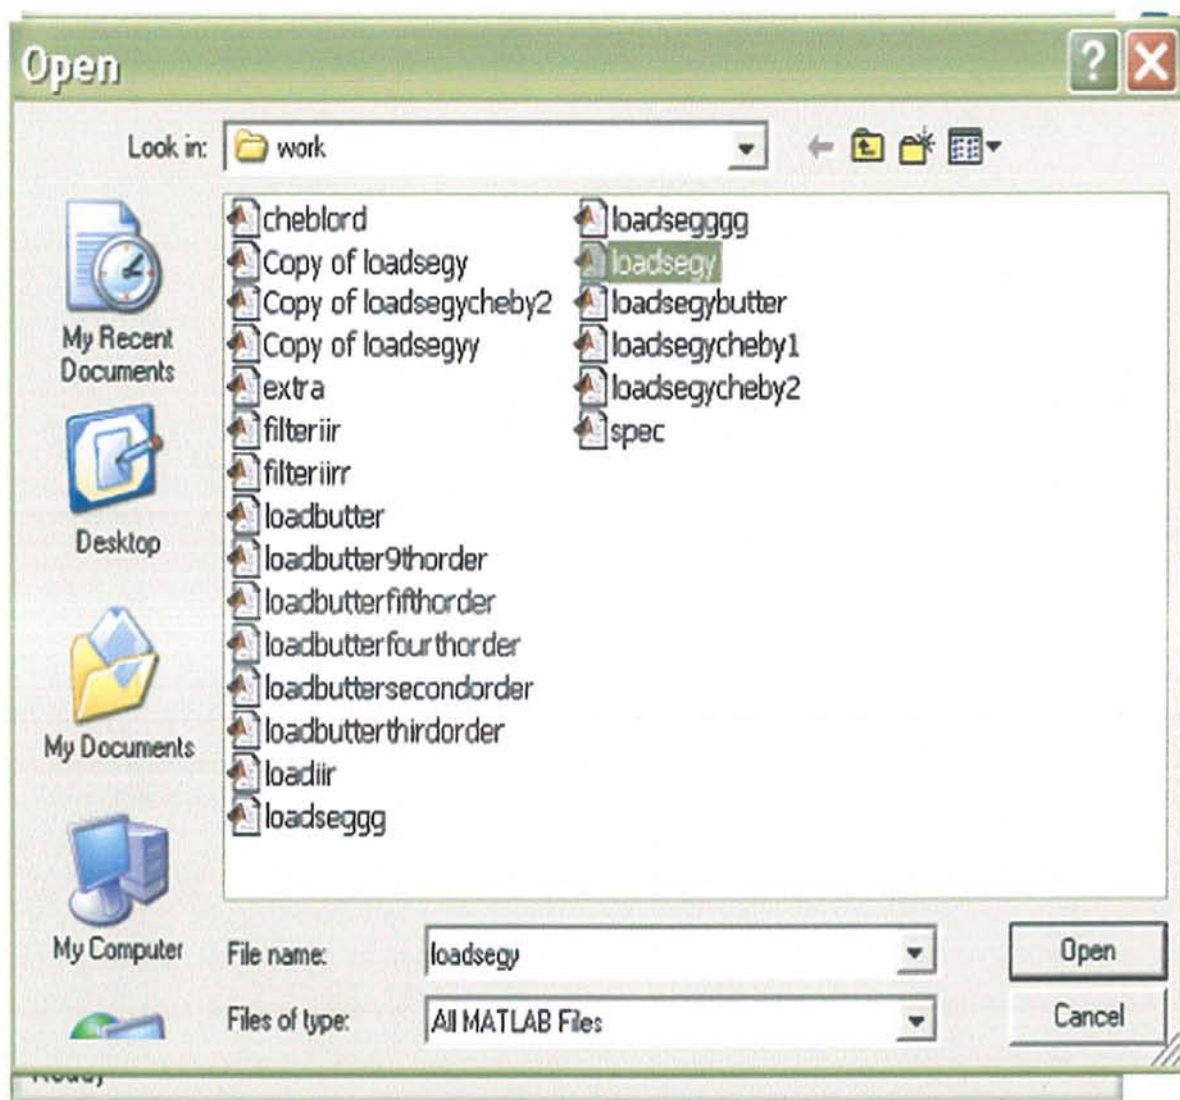 Open
Look in: work
cheblord
Copy of loadsegy
Copy of loadsegycheby2
Copy of loadsegyy
extra
filteriir
filteriirr
loadbutter
loadbutter9thorder
loadbutterfifthorder
loadbutterfourthorder
loadbuttersecondorder
loadbutterthirdorder
loadiir
loadseggg
loadsegggg
loadsegy
loadsegybutter
loadsegycheby1
loadsegycheby2
spec
My Recent
Documents
Desktop
My Documents
My Computer
File name: loadsegy
Open
Files of type: All MATLAB Files
Cancel
Ready